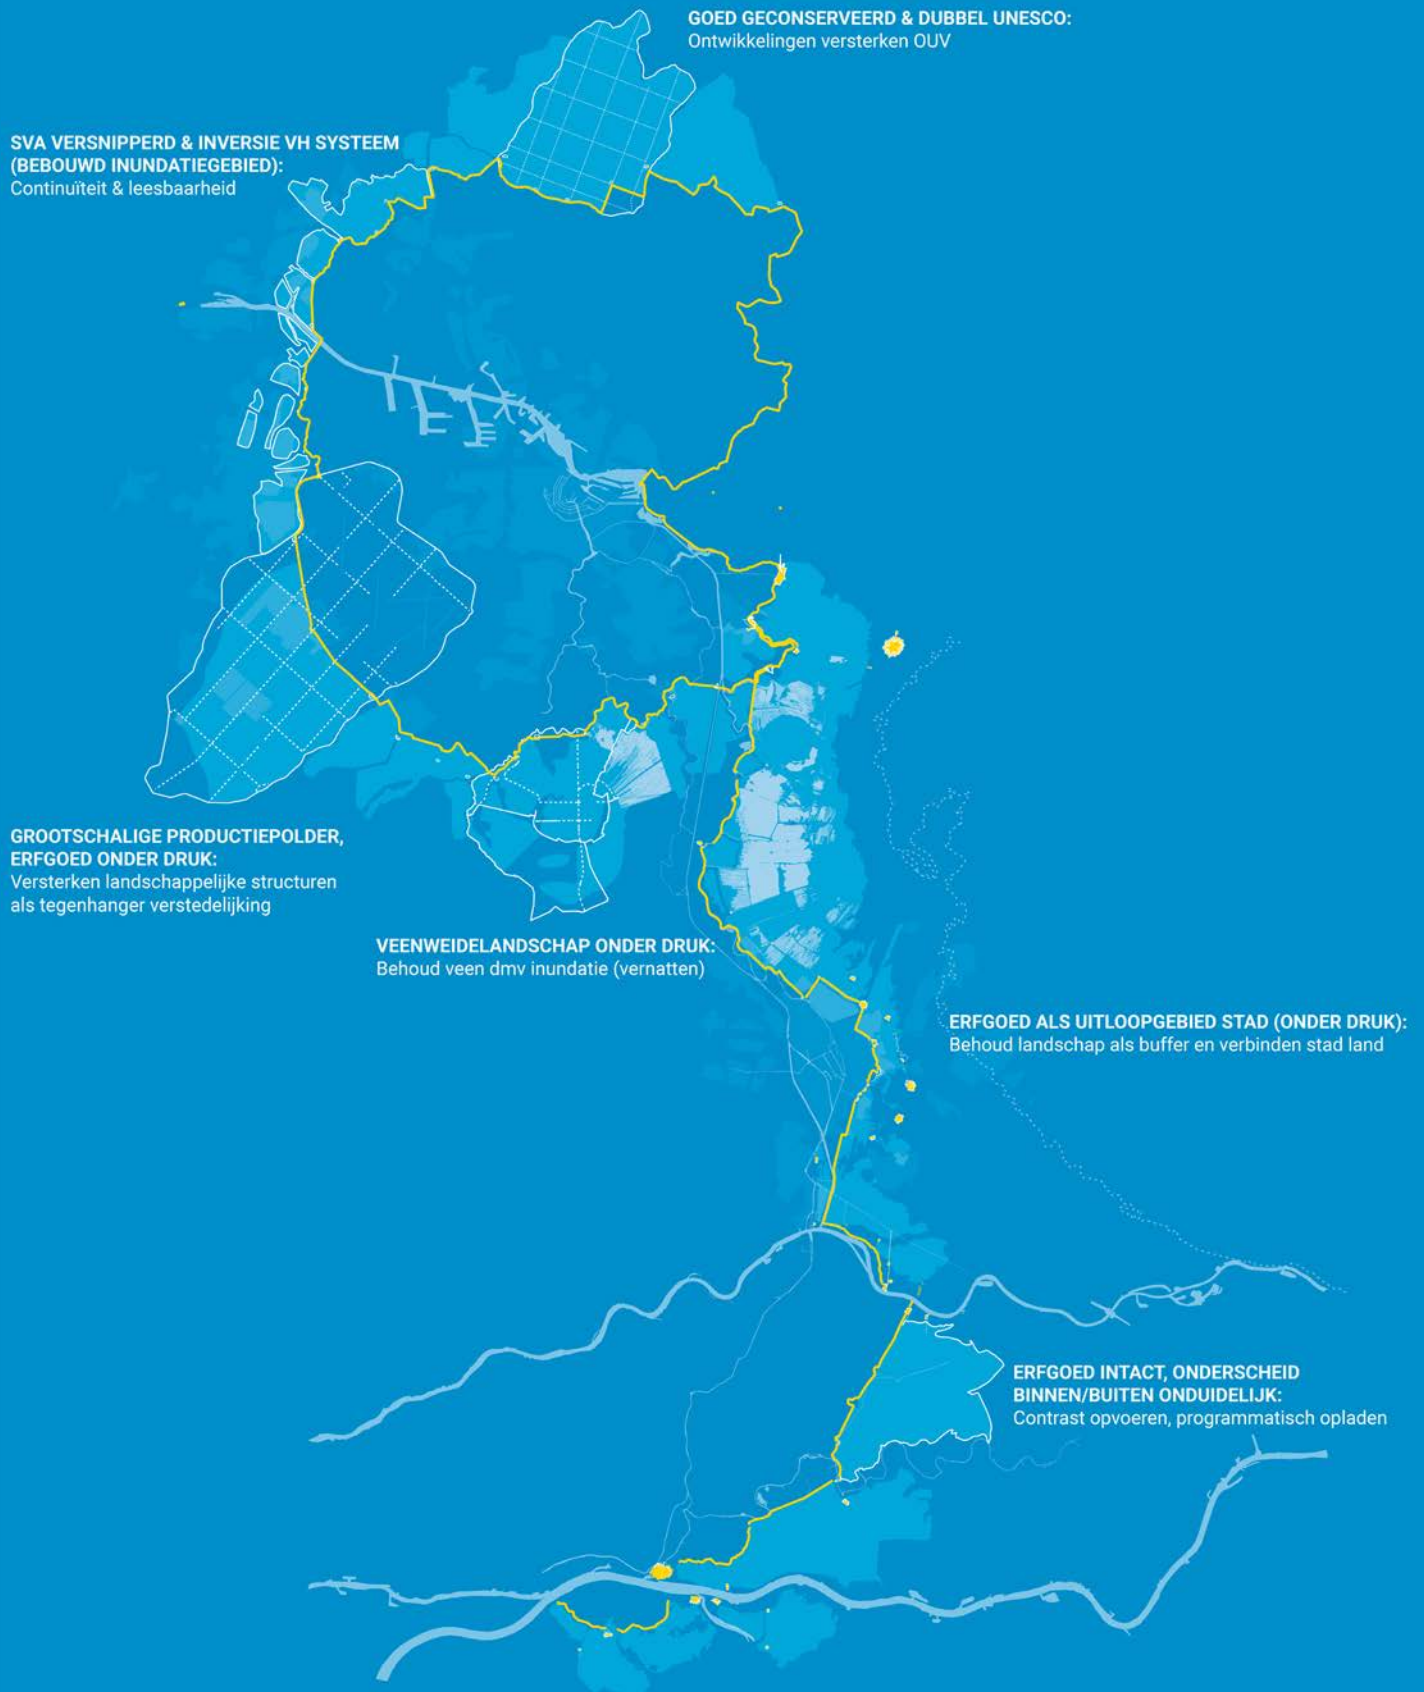 GOED GECONSERVEERD & DUBBEL UNESCO:
Ontwikkelingen versterken OUV
SVA VERSNIPPERD & INVERSIE VH SYSTEEM
(BEBOUWD INUNDATIEGEBIED):
Continuïteit & leesbaarheid
GROOTSCHALIGE PRODUCTIEPOLDER,
ERFGOED ONDER DRUK:
Versterken landschappelijke structuren
als tegenhanger verstedelijking
VEENWEIDELANDSCHAP ONDER DRUK:
Behoud veen dmv inundatie (vernatten)
ERFGOED ALS UITLOOPGEBIED STAD (ONDER DRUK):
Behoud landschap als buffer en verbinden stad land
ERFGOED INTACT, ONDERSCHEID
BINNEN/BUITEN ONDUIDELIJK:
Contrast opvoeren, programmatisch opladen